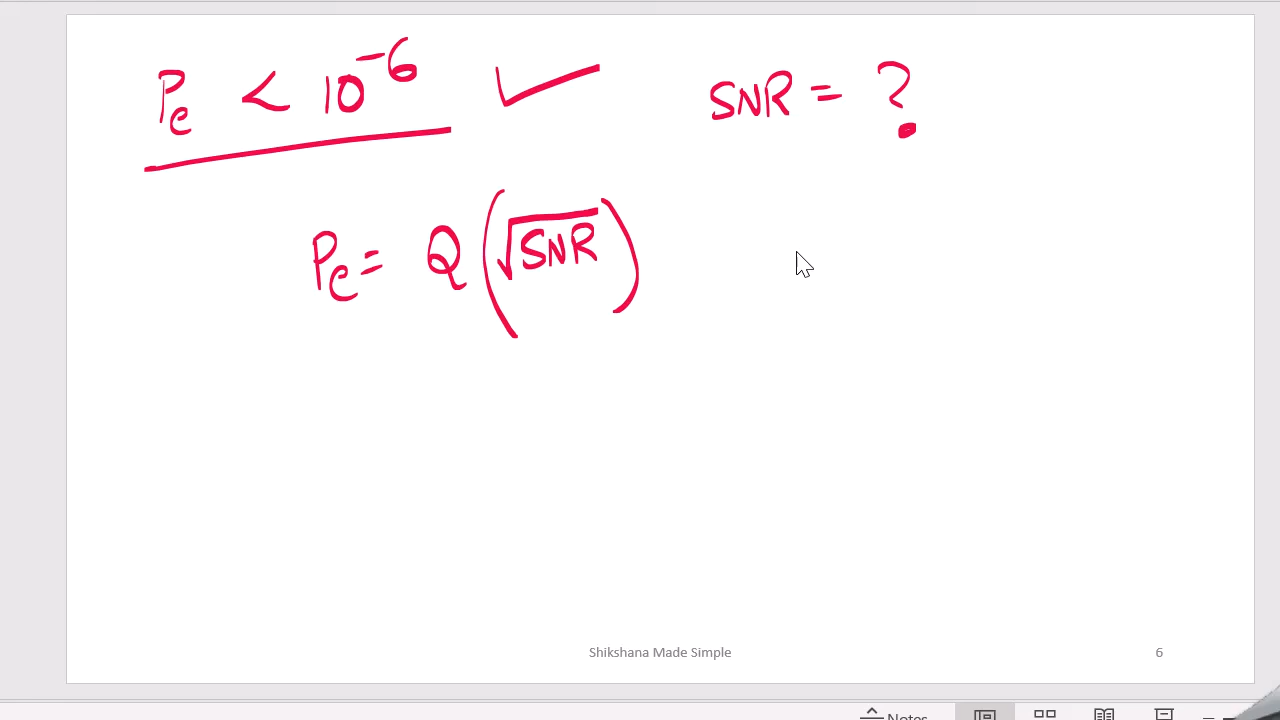 Pe < 10^-6 ✓ SNR = ?
Pe = Q(√SNR)
Shikshana Made Simple 6
Notes